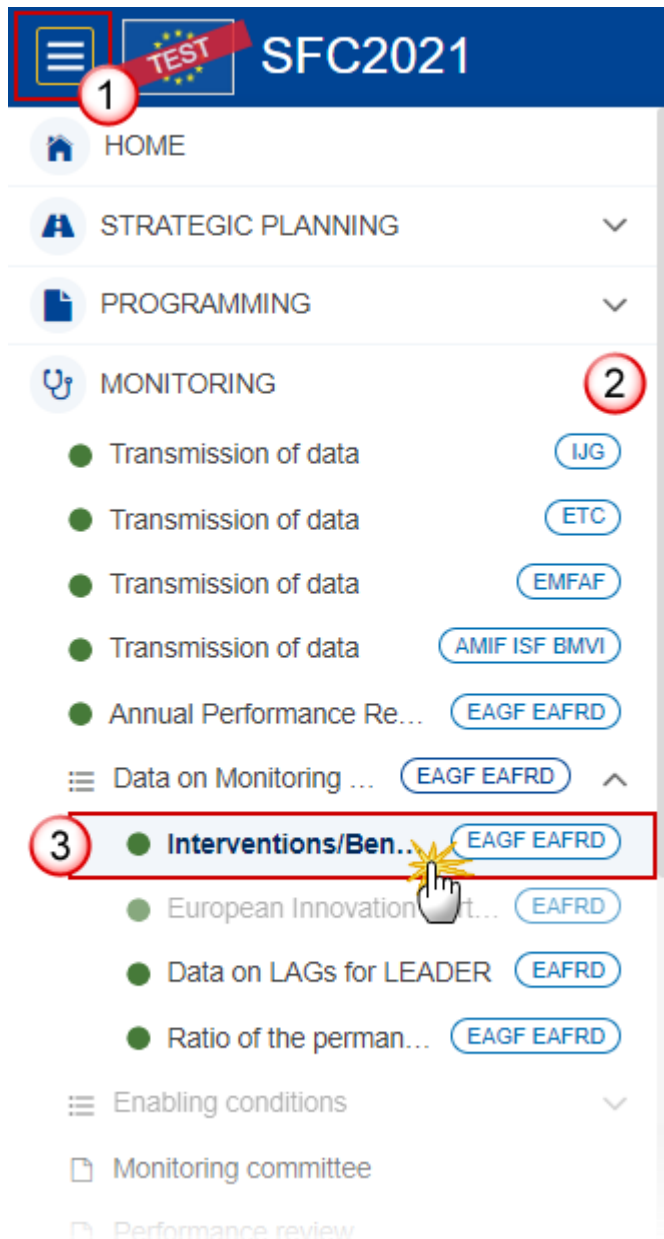 TEST SFC2021
1
HOME
STRATEGIC PLANNING
PROGRAMMING
MONITORING 2
Transmission of data IJG
Transmission of data ETC
Transmission of data EMFAF
Transmission of data AMIF ISF BMVI
Annual Performance Re... EAGF EAFRD
Data on Monitoring ... EAGF EAFRD
3 Interventions/Ben... EAGF EAFRD
European Innovation rt... EAFRD
Data on LAGs for LEADER EAFRD
Ratio of the perman... EAGF EAFRD
Enabling conditions
Monitoring committee
Performance review